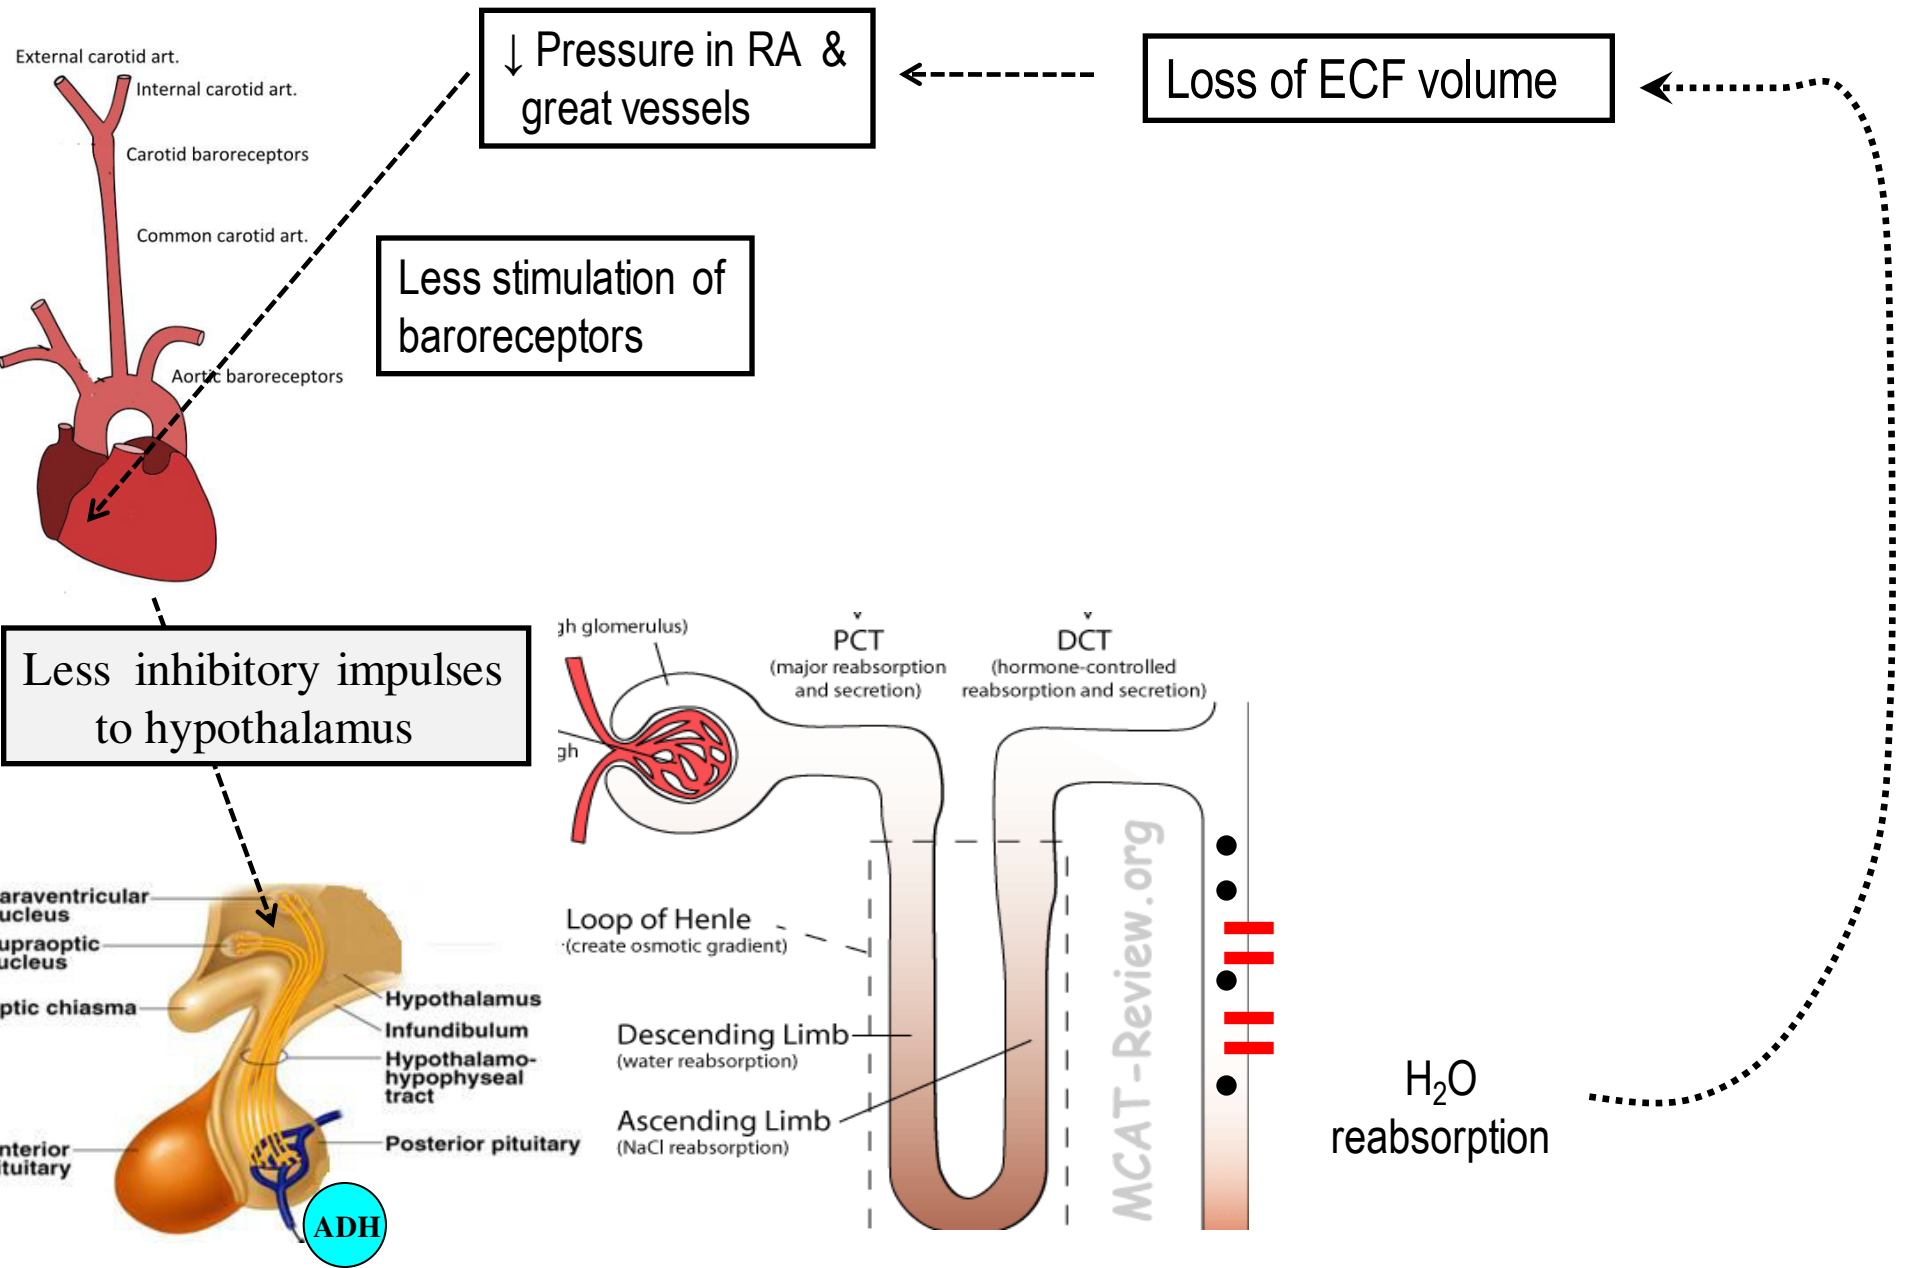 External carotid art.
Internal carotid art.
Carotid baroreceptors
Common carotid art.
Aortic baroreceptors
↓ Pressure in RA &
great vessels
Loss of ECF volume
Less stimulation of
baroreceptors
Less inhibitory impulses
to hypothalamus
gh glomerulus)
gh
PCT
(major reabsorption
and secretion)
DCT
(hormone-controlled
reabsorption and secretion)
Loop of Henle
(create osmotic gradient)
Descending Limb
(water reabsorption)
Ascending Limb
(NaCl reabsorption)
MCAT-Review.org
H₂O
reabsorption
araventricular
ucleus
upraoptic
ucleus
ptic chiasma
nterior
ituitary
Hypothalamus
Infundibulum
Hypothalamo-
hypophyseal
tract
Posterior pituitary
ADH